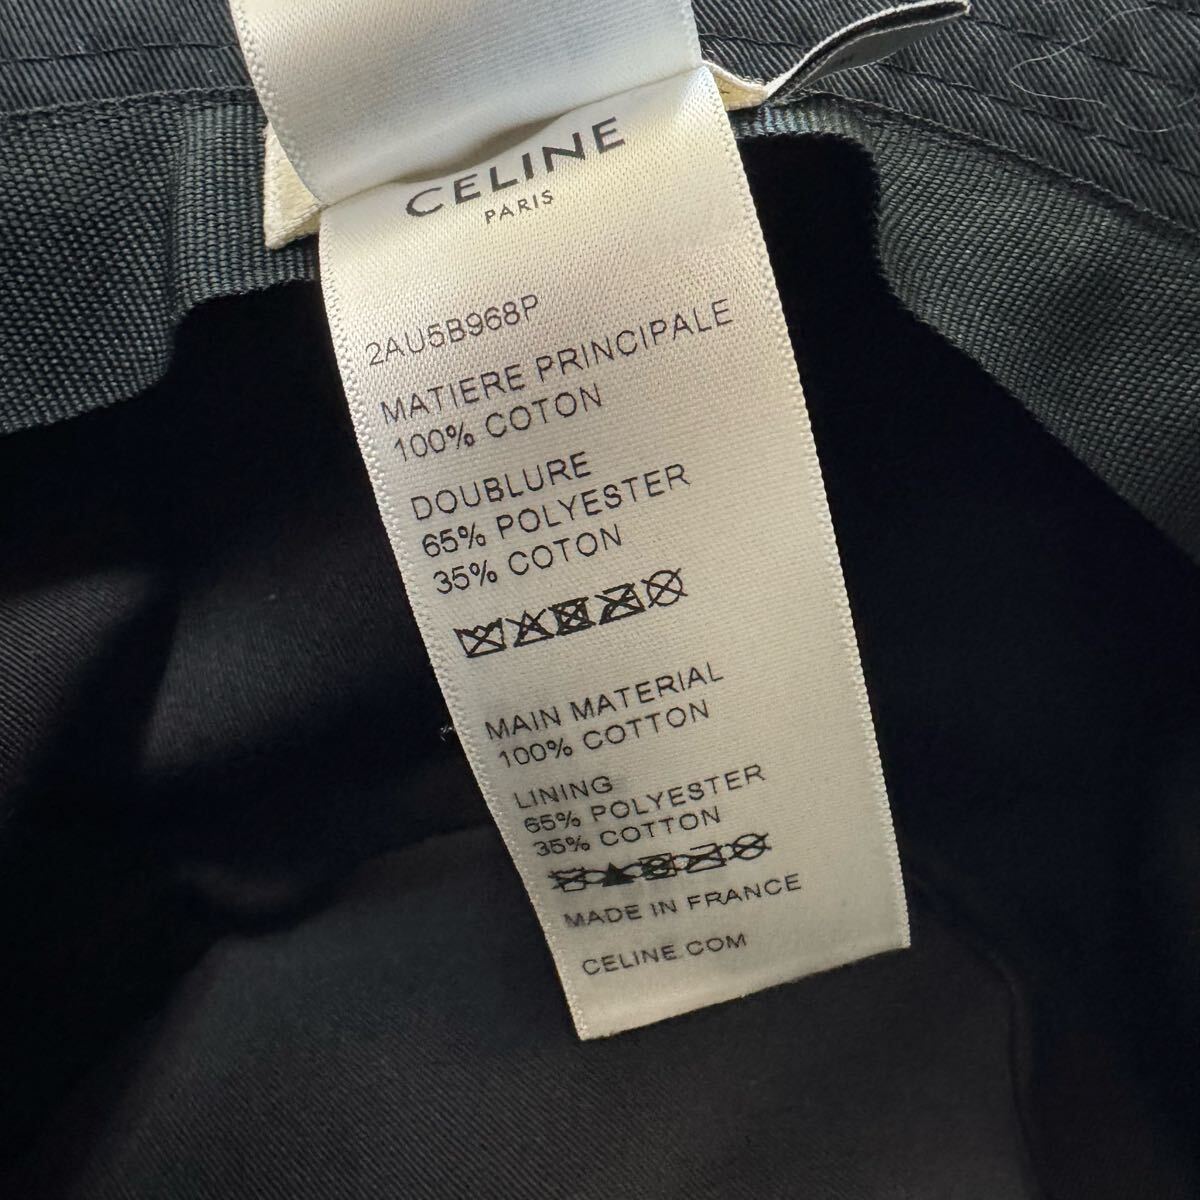 CELINE
PARIS
2AU5B968P
MATIERE PRINCIPALE
100% COTON
DOUBLURE
65% POLYESTER
35% COTON
MAIN MATERIAL
100% COTTON
LINING
65% POLYESTER
35% COTTON
MADE IN FRANCE
CELINE.COM